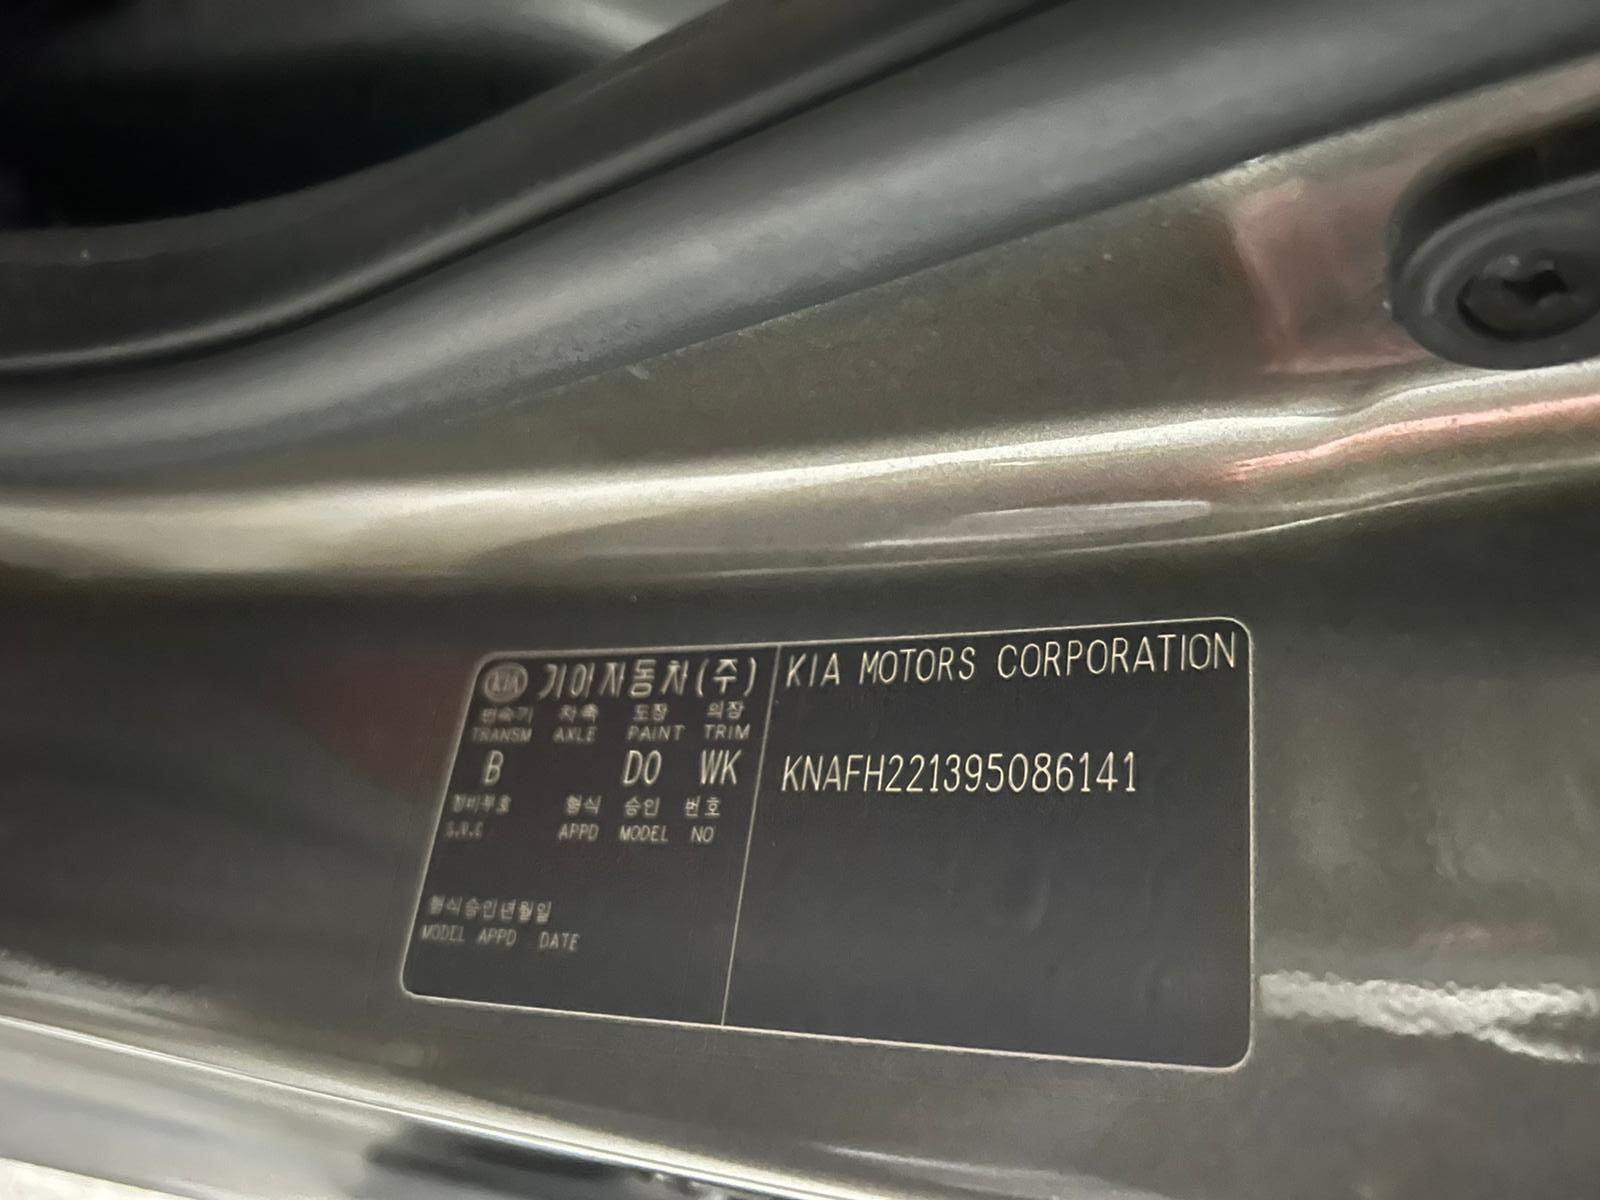 KIA 기아자동차(주)
변속기 차축 도장 의장
TRANSM AXLE PAINT TRIM
B D0 WK
정비부호 형식 승인 번호
S.V.C APPD MODEL NO
형식승인년월일
MODEL APPD DATE
KIA MOTORS CORPORATION
KNAFH221395086141